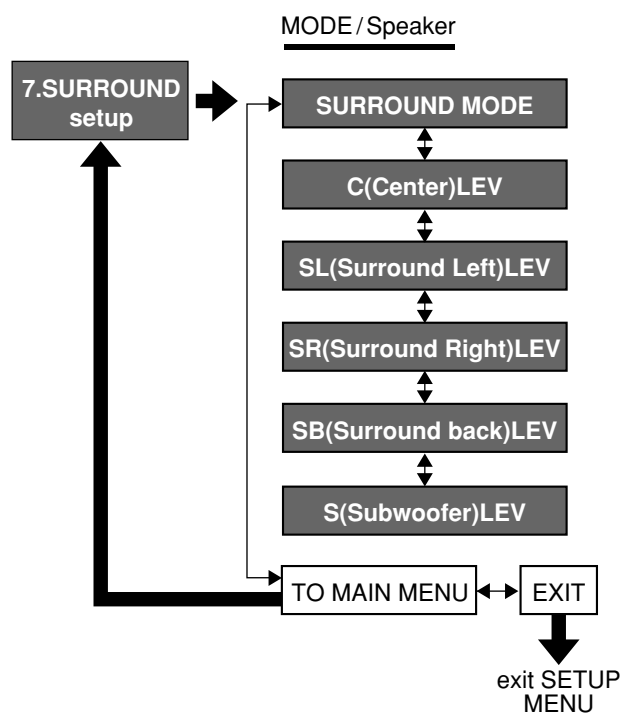 MODE / Speaker
7.SURROUND
setup
SURROUND MODE
C(Center)LEV
SL(Surround Left)LEV
SR(Surround Right)LEV
SB(Surround back)LEV
S(Subwoofer)LEV
TO MAIN MENU
EXIT
exit SETUP
MENU